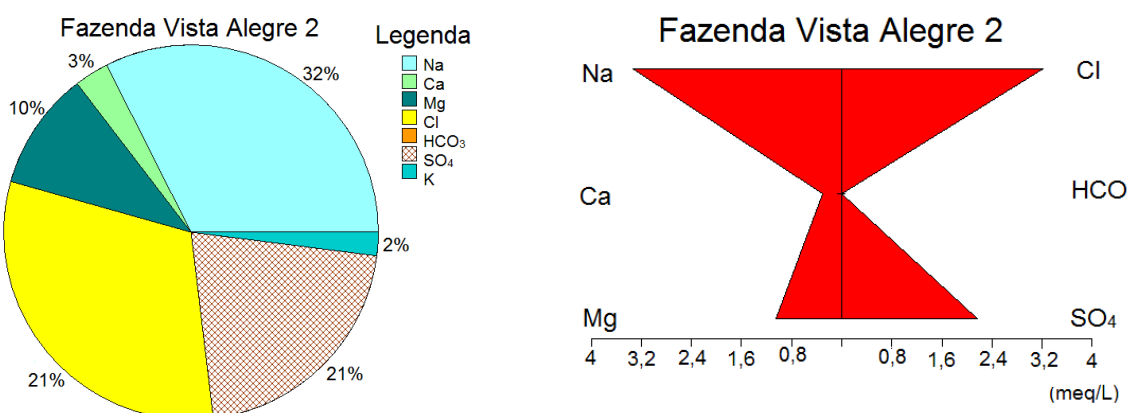 Fazenda Vista Alegre 2
Legenda
Na
Ca
Mg
Cl
HCO₃
SO₄
K
3%
32%
10%
2%
21%
21%
Fazenda Vista Alegre 2
Na
Cl
Ca
HCO
Mg
SO₄
4 3,2 2,4 1,6 0,8 0,8 1,6 2,4 3,2 4
(meq/L)